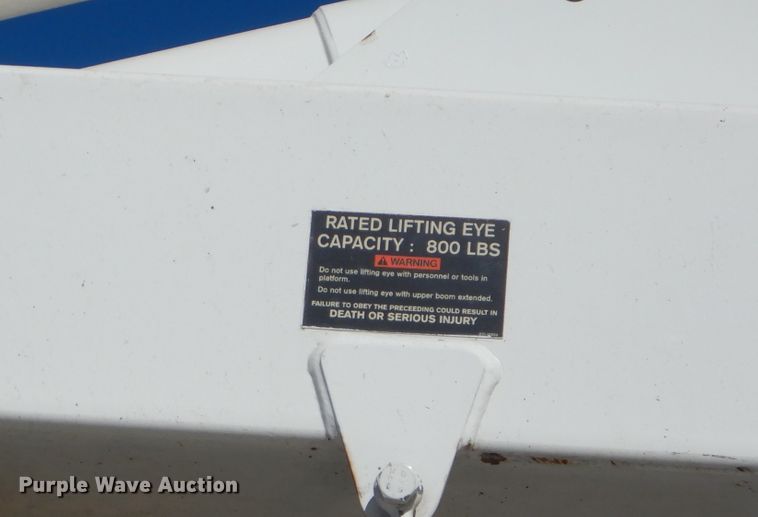 RATED LIFTING EYE
CAPACITY : 800 LBS
WARNING
Do not use lifting eye with personnel or tools in
platform.
Do not use lifting eye with upper boom extended.
FAILURE TO OBEY THE PRECEEDING COULD RESULT IN
DEATH OR SERIOUS INJURY
Purple Wave Auction